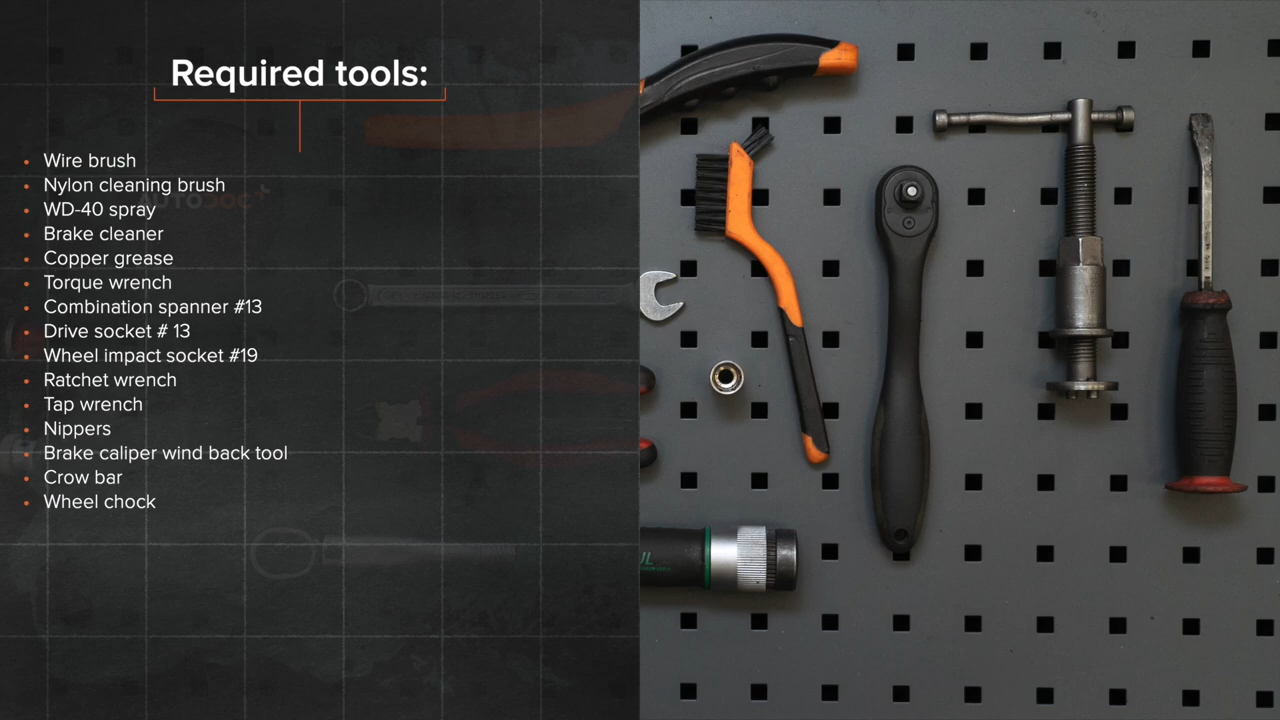 Required tools:
Wire brush
Nylon cleaning brush
WD-40 spray
Brake cleaner
Copper grease
Torque wrench
Combination spanner #13
Drive socket # 13
Wheel impact socket #19
Ratchet wrench
Tap wrench
Nippers
Brake caliper wind back tool
Crow bar
Wheel chock
AUTODOC